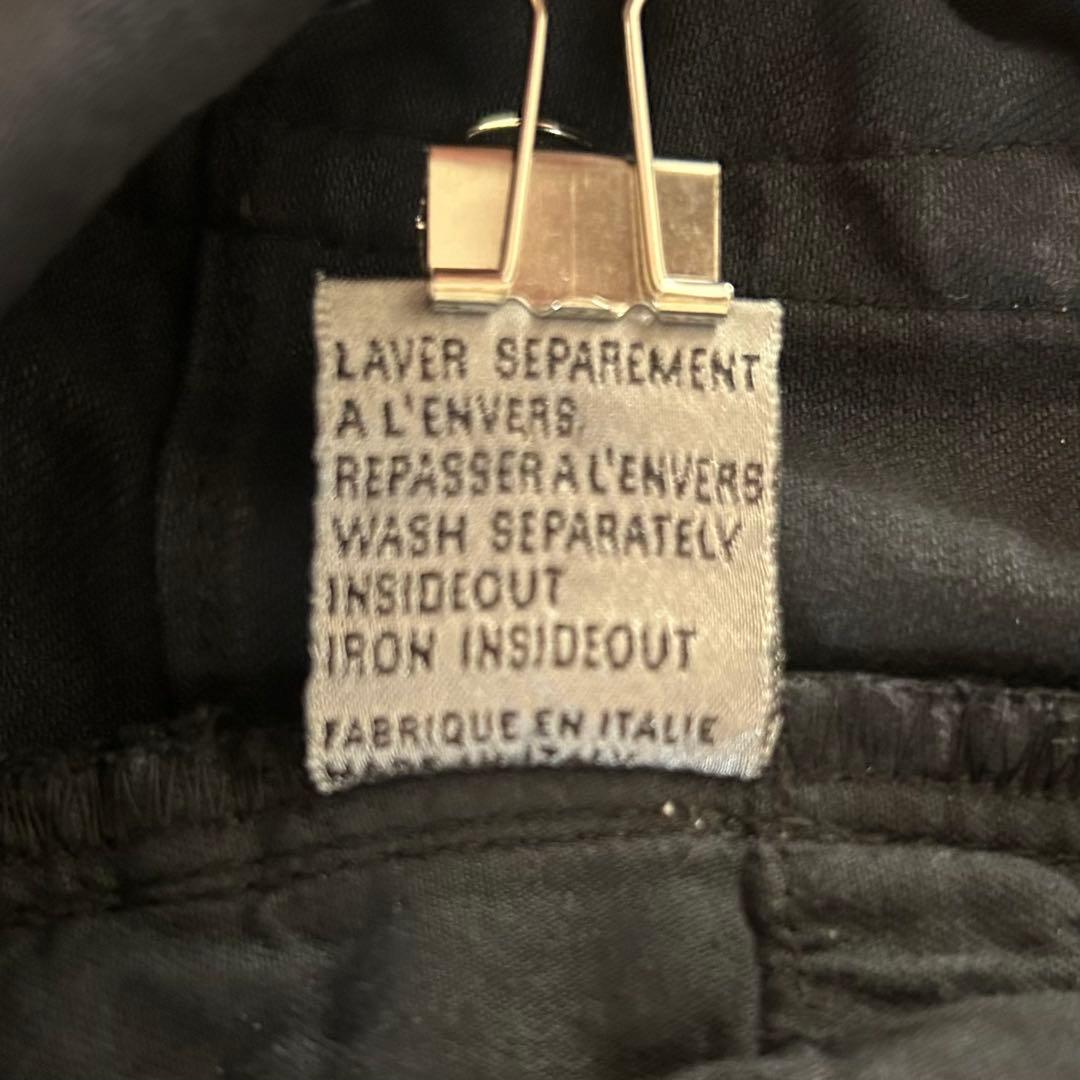 LAVER SEPAREMENT
A L'ENVERS.
REPASSER A L'ENVERS
WASH SEPARATELY
INSIDEOUT
IRON INSIDEOUT
FABRIQUE EN ITALIE